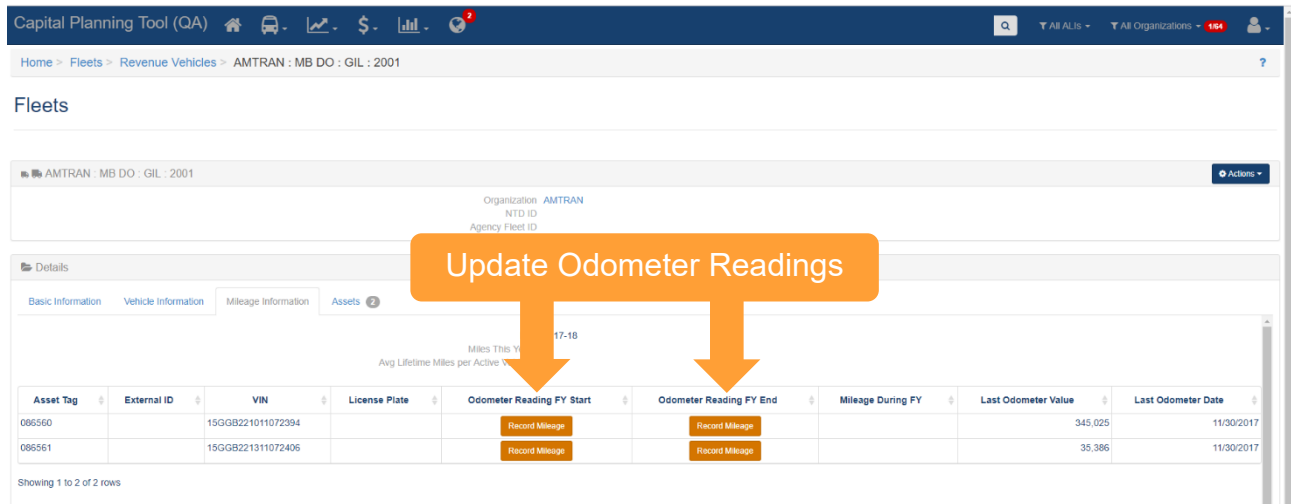 Capital Planning Tool (QA) 2 All ALIs All Organizations 1/64
Home > Fleets > Revenue Vehicles > AMTRAN : MB DO : GIL : 2001 ?
Fleets
AMTRAN : MB DO : GIL : 2001 Actions
Organization AMTRAN
NTD ID
Agency Fleet ID
Update Odometer Readings
Details
Basic Information Vehicle Information Mileage Information Assets 2
17-18
Miles This
Avg Lifetime Miles per Active
Asset Tag External ID VIN License Plate Odometer Reading FY Start Odometer Reading FY End Mileage During FY Last Odometer Value Last Odometer Date
086560 15GGB221011072394 Record Mileage Record Mileage 345,025 11/30/2017
086561 15GGB221311072406 Record Mileage Record Mileage 35,386 11/30/2017
Showing 1 to 2 of 2 rows